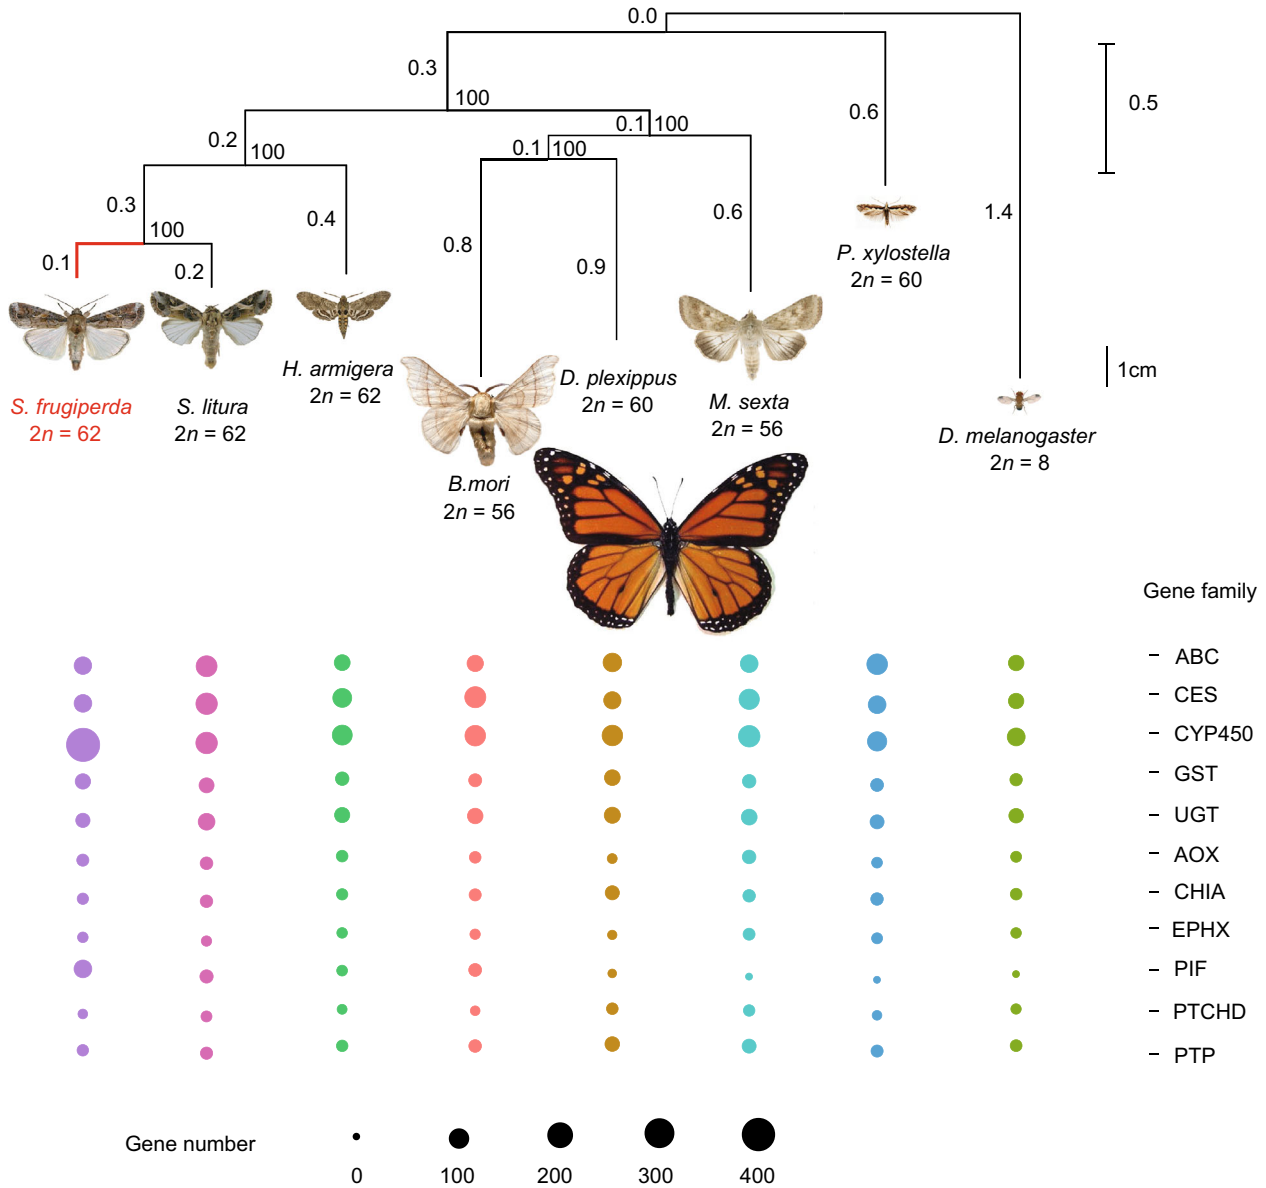 0.0
0.3
100
0.6
0.5
0.2
100
0.1
100
0.1
100
0.3
100
0.4
0.6
1.4
0.1
0.2
0.8
0.9
P. xylostella
2n = 60
H. armigera
2n = 62
D. plexippus
2n = 60
1cm
S. frugiperda
2n = 62
S. litura
2n = 62
M. sexta
2n = 56
D. melanogaster
2n = 8
B.mori
2n = 56
Gene family
ABC
CES
CYP450
GST
UGT
AOX
CHIA
EPHX
PIF
PTCHD
PTP
Gene number
0 100 200 300 400